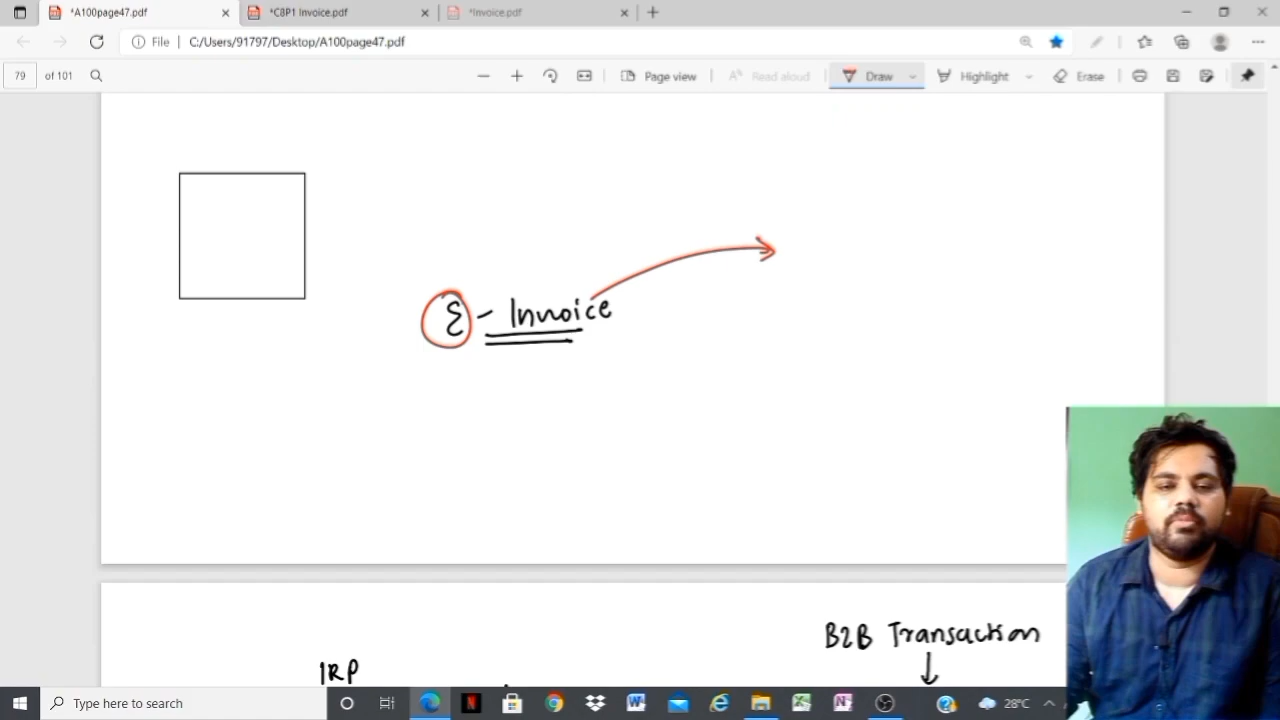 *A100page47.pdf
*CBP1 Invoice.pdf
*Invoice.pdf
File
C:/Users/91797/Desktop/A100page47.pdf
79 of 101
Page view
Read aloud
Draw
Highlight
Erase
E - Invoice
B2B Transaction
IRP
Type here to search
28°C